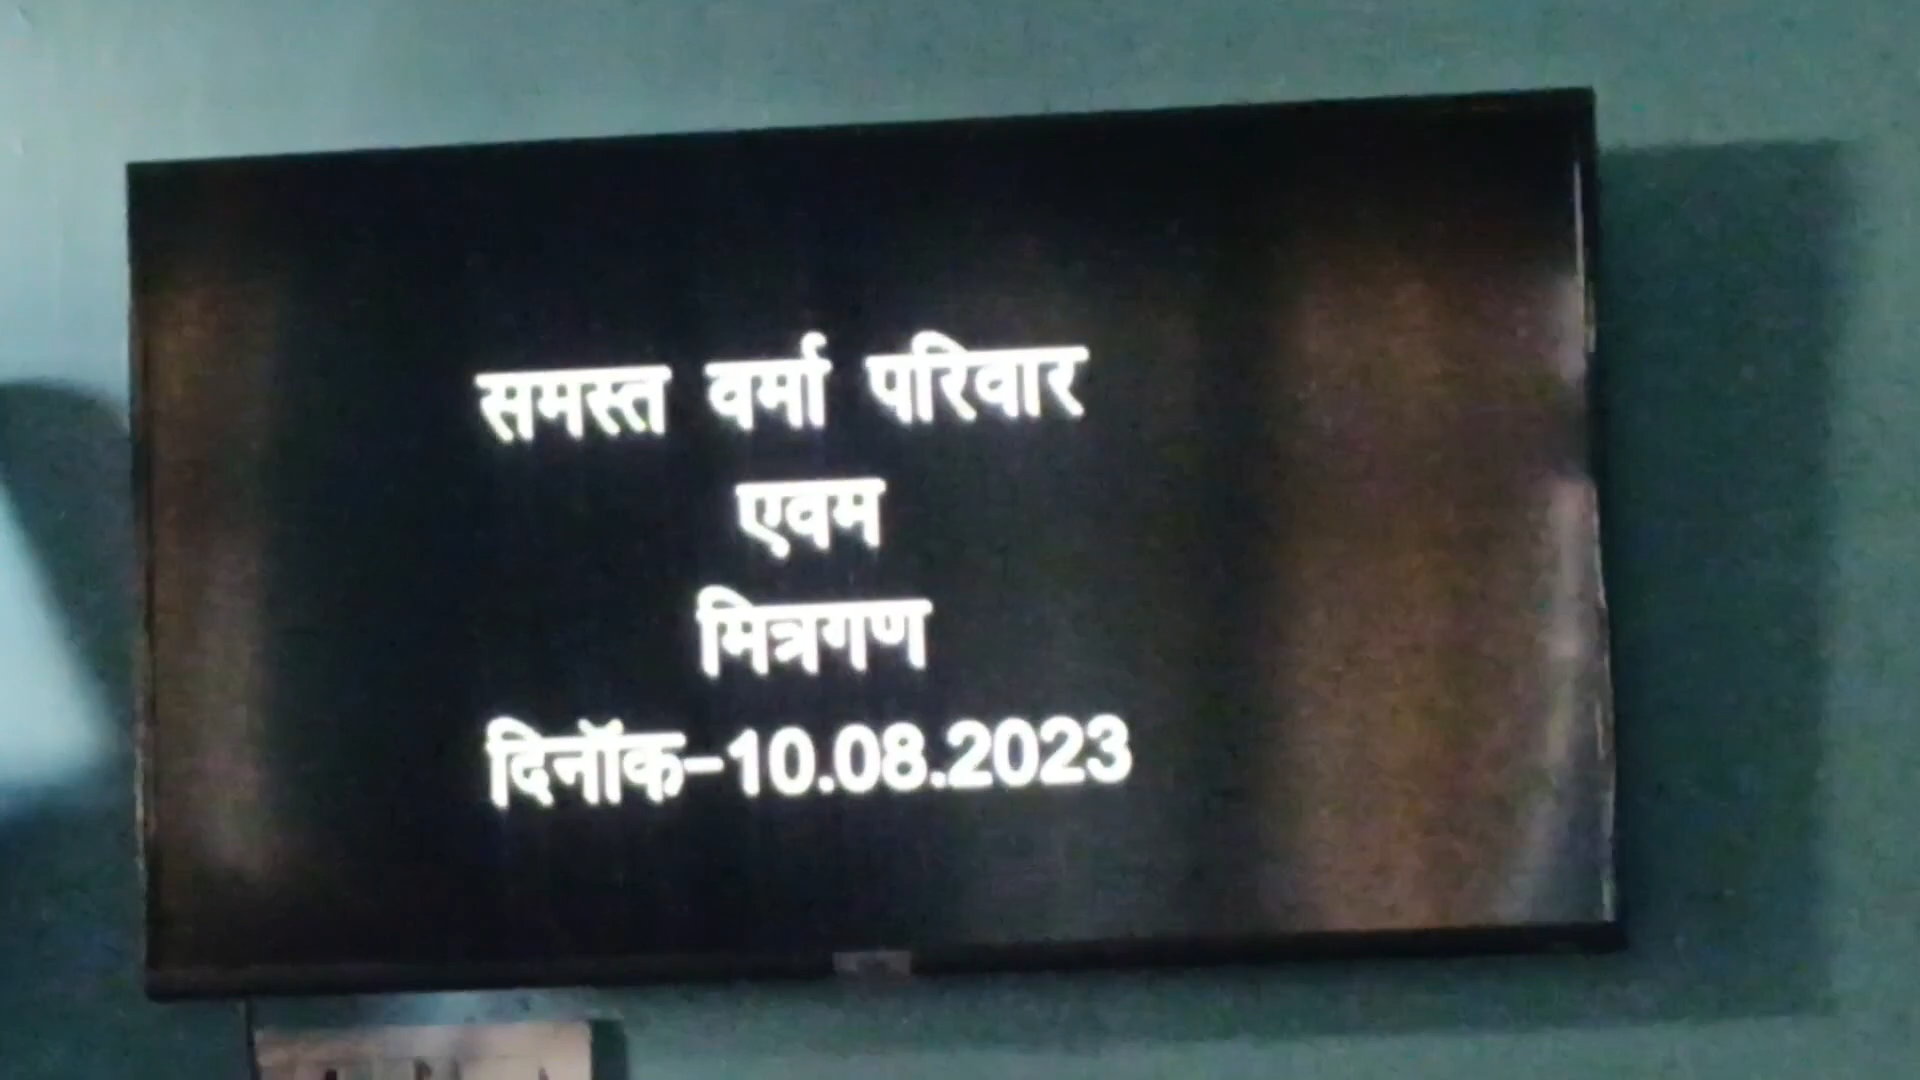 समस्त वर्मा परिवार
एवम
मित्रगण
दिनॉक-10.08.2023